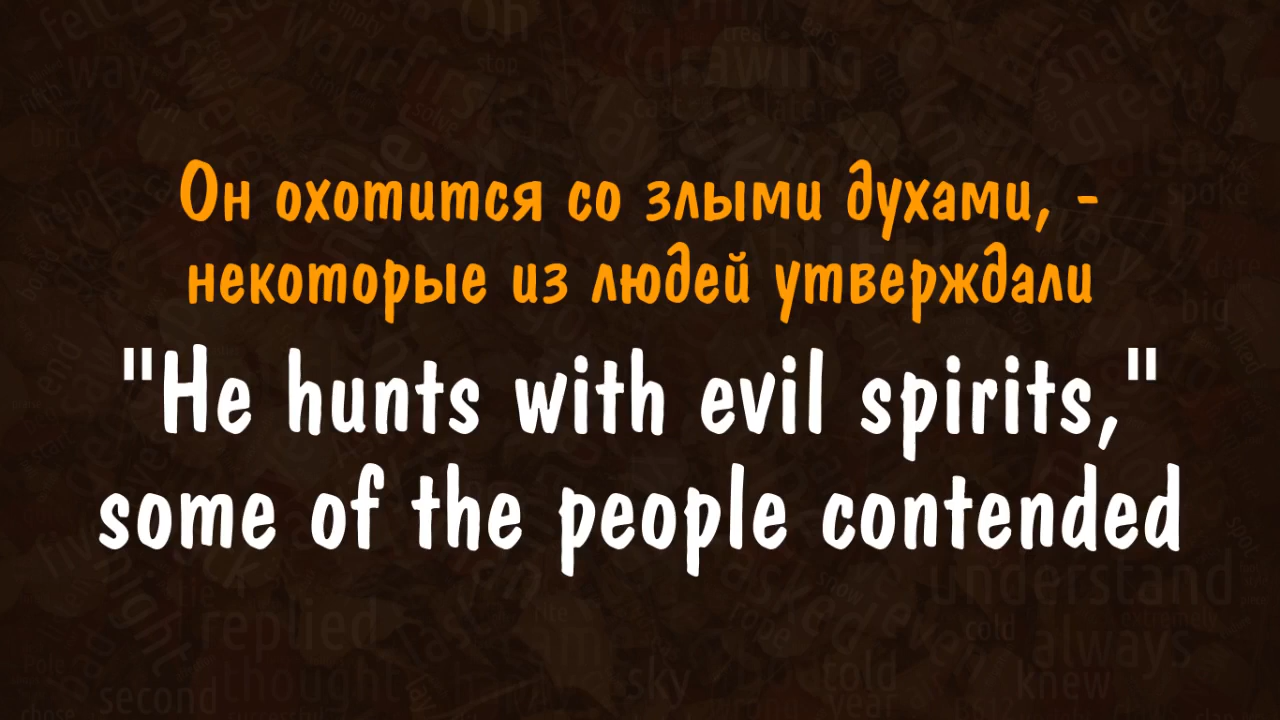 Он охотится со злыми духами, -
некоторые из людей утверждали
"He hunts with evil spirits,"
some of the people contended